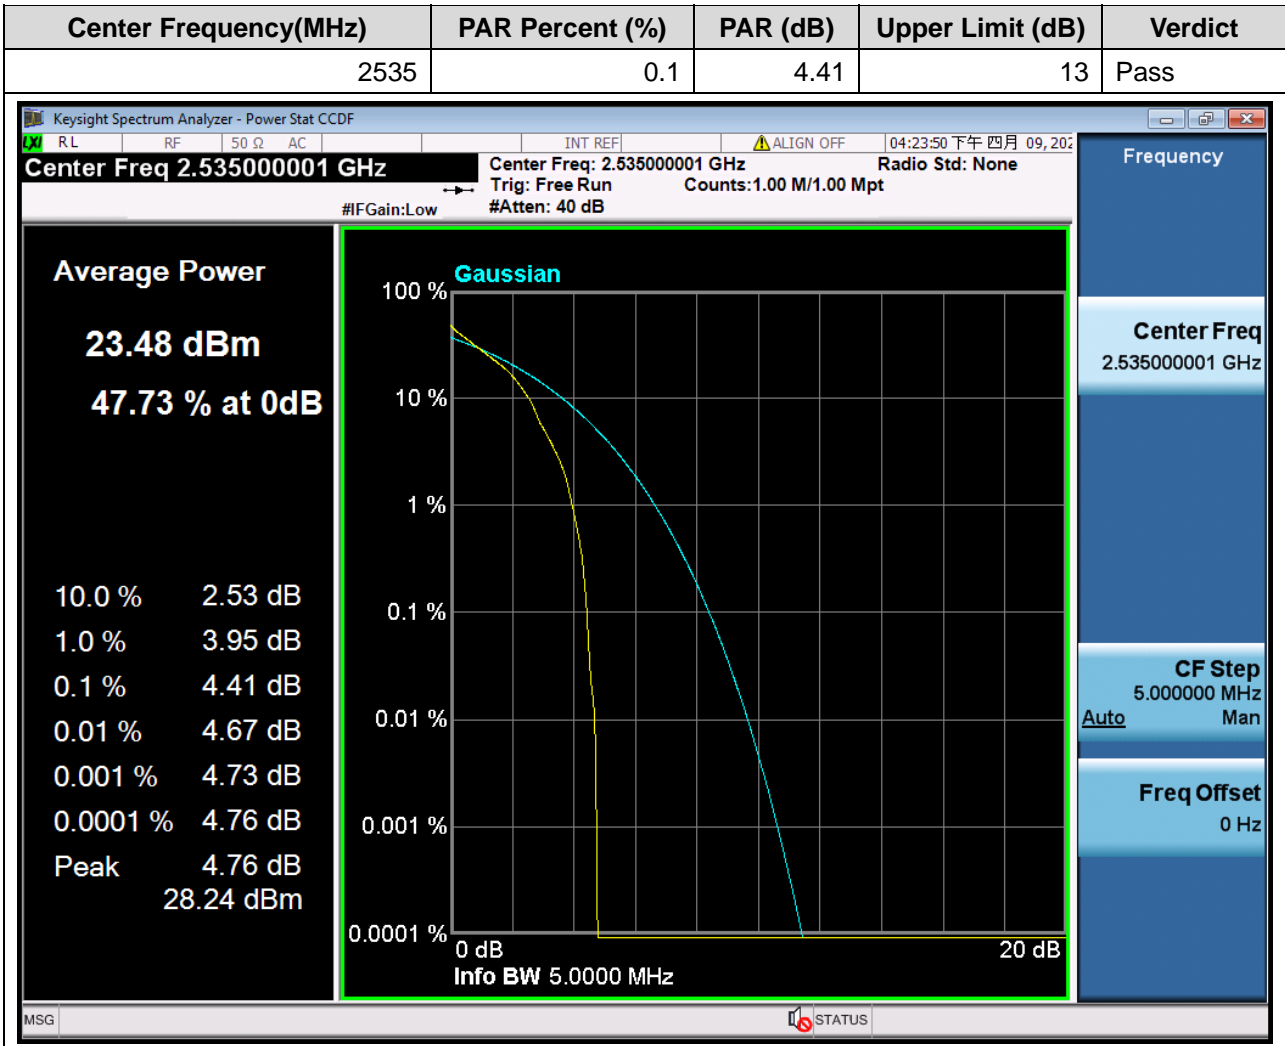 Center Frequency(MHz) PAR Percent (%) PAR (dB) Upper Limit (dB) Verdict
2535 0.1 4.41 13 Pass
Keysight Spectrum Analyzer - Power Stat CCDF
LXI RL RF 50 Ω AC INT REF ALIGN OFF 04:23:50 下午 四月 09, 202
Center Freq 2.535000001 GHz
Center Freq: 2.535000001 GHz Radio Std: None
Trig: Free Run Counts:1.00 M/1.00 Mpt
#IFGain:Low #Atten: 40 dB
Average Power
23.48 dBm
47.73 % at 0dB
10.0 % 2.53 dB
1.0 % 3.95 dB
0.1 % 4.41 dB
0.01 % 4.67 dB
0.001 % 4.73 dB
0.0001 % 4.76 dB
Peak 4.76 dB
28.24 dBm
Gaussian
100 %
10 %
1 %
0.1 %
0.01 %
0.001 %
0.0001 %
0 dB 20 dB
Info BW 5.0000 MHz
Frequency
Center Freq
2.535000001 GHz
CF Step
5.000000 MHz
Auto Man
Freq Offset
0 Hz
MSG STATUS